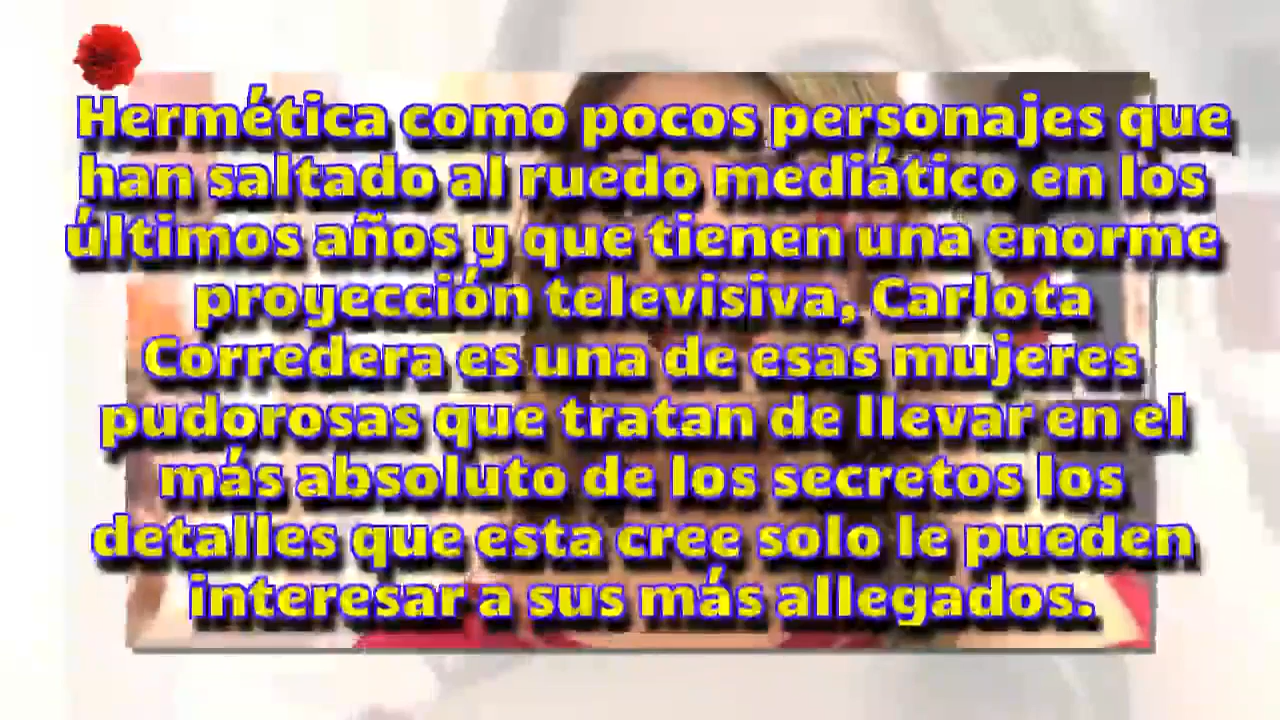 Hermética como pocos personajes que
han saltado al ruedo mediático en los
últimos años y que tienen una enorme
proyección televisiva, Carlota
Corredera es una de esas mujeres
pudorosas que tratan de llevar en el
más absoluto de los secretos los
detalles que esta cree solo le pueden
interesar a sus más allegados.